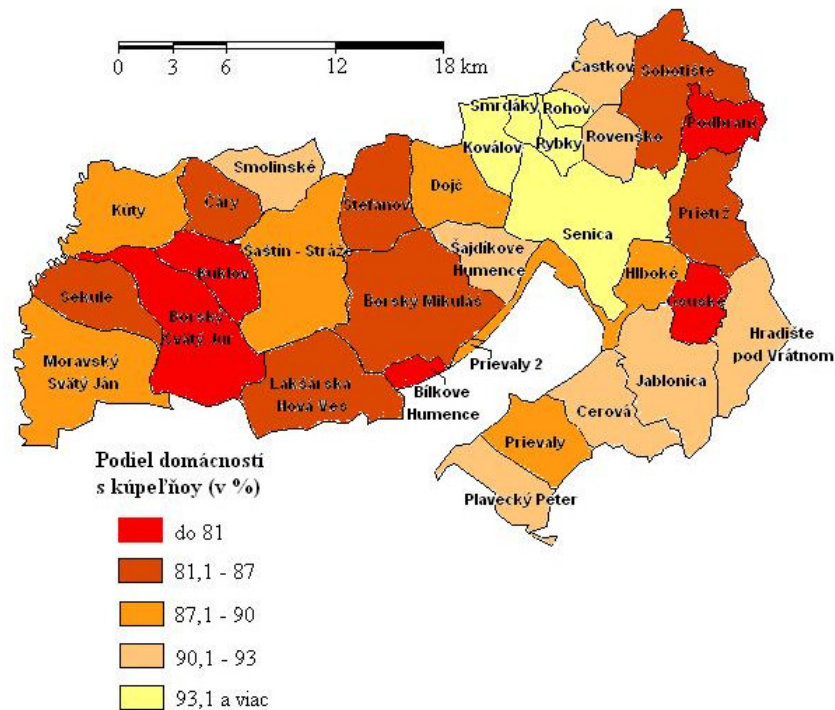 0 3 6 12 18 km
Častkov
Sobotište
Smrdáky
Rohov
Podbranč
Koválov
Rybky
Rovensko
Smolinské
Dojč
Kúty
Čáry
Štefanov
Prietrž
Senica
Šaštín - Stráže
Šajdíkove
Humence
Kuklov
Hlboké
Sekule
Borský Mikuláš
Osuské
Borský
Svätý Jur
Hradište
pod Vrátnom
Moravský
Svätý Ján
Prievaly 2
Lakšárska
Nová Ves
Bílkove
Humence
Jablonica
Cerová
Prievaly
Plavecký Peter
Podiel domácností
s kúpeľňoy (v %)
do 81
81,1 - 87
87,1 - 90
90,1 - 93
93,1 a viac